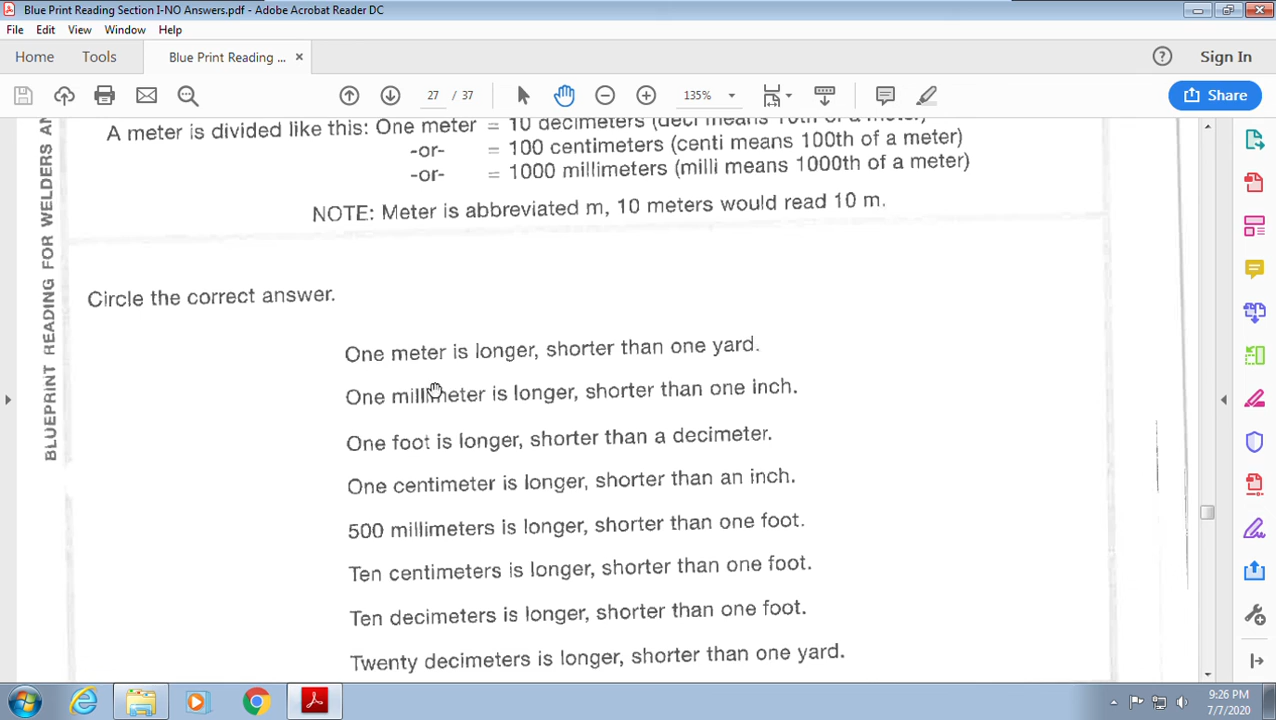 Blue Print Reading Section I-NO Answers.pdf - Adobe Acrobat Reader DC
File Edit View Window Help
Home Tools Blue Print Reading ... × Sign In
27 / 37 135% Share
BLUEPRINT READING FOR WELDERS AN
A meter is divided like this: One meter = 10 decimeters (deci means 10th of a meter)
-or- = 100 centimeters (centi means 100th of a meter)
-or- = 1000 millimeters (milli means 1000th of a meter)
NOTE: Meter is abbreviated m, 10 meters would read 10 m.
Circle the correct answer.
One meter is longer, shorter than one yard.
One millimeter is longer, shorter than one inch.
One foot is longer, shorter than a decimeter.
One centimeter is longer, shorter than an inch.
500 millimeters is longer, shorter than one foot.
Ten centimeters is longer, shorter than one foot.
Ten decimeters is longer, shorter than one foot.
Twenty decimeters is longer, shorter than one yard.
9:26 PM
7/7/2020